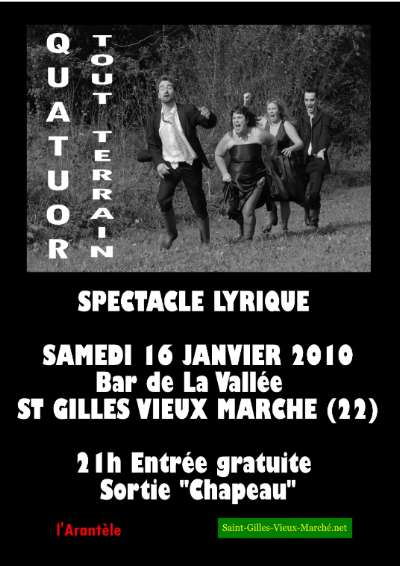 QUATUOR
TOUT TERRAIN
SPECTACLE LYRIQUE
SAMEDI 16 JANVIER 2010
Bar de La Vallée
ST GILLES VIEUX MARCHE (22)
21h Entrée gratuite
Sortie "Chapeau"
l'Arantèle
Saint-Gilles-Vieux-Marché.net